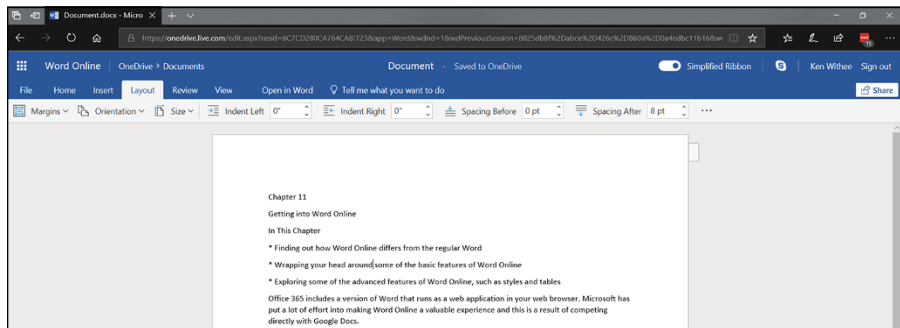 Document.docx - Micro
https://onedrive.live.com/edit.aspx?resid=6C7CD280CA764CAB!723&app=Word&wdnd=1&wdPreviousSession=
15
Word Online OneDrive > Documents Document - Saved to OneDrive Simplified Ribbon Ken Withee Sign out
File Home Insert Layout Review View Open in Word Tell me what you want to do Share
Margins Orientation Size Indent Left 0" Indent Right 0" Spacing Before 0 pt Spacing After 8 pt ...
Chapter 11
Getting into Word Online
In This Chapter
* Finding out how Word Online differs from the regular Word
* Wrapping your head around some of the basic features of Word Online
* Exploring some of the advanced features of Word Online, such as styles and tables
Office 365 includes a version of Word that runs as a web application in your web browser. Microsoft has
put a lot of effort into making Word Online a valuable experience and this is a result of competing
directly with Google Docs.